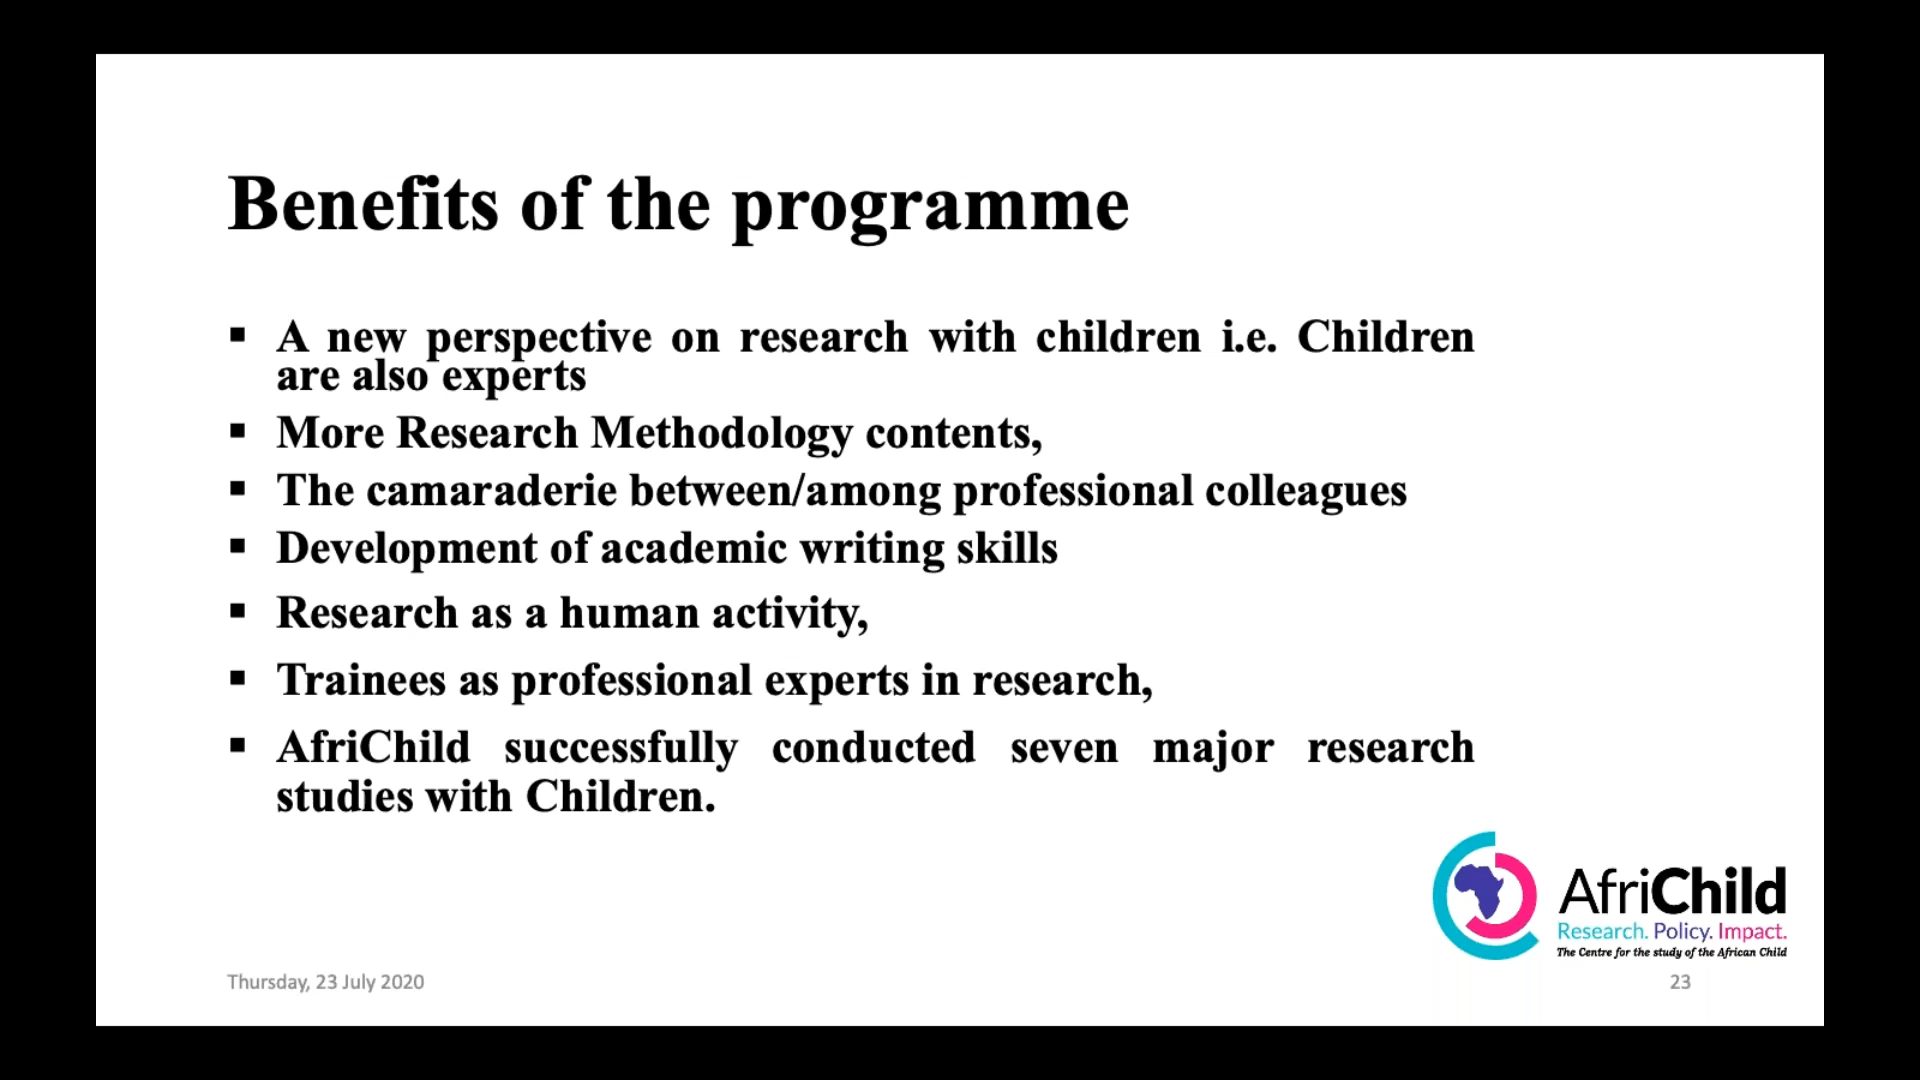 Benefits of the programme
▪ A new perspective on research with children i.e. Children
are also experts
▪ More Research Methodology contents,
▪ The camaraderie between/among professional colleagues
▪ Development of academic writing skills
▪ Research as a human activity,
▪ Trainees as professional experts in research,
▪ AfriChild successfully conducted seven major research
studies with Children.
AfriChild
Research. Policy. Impact.
The Centre for the study of the African Child
Thursday, 23 July 2020
23